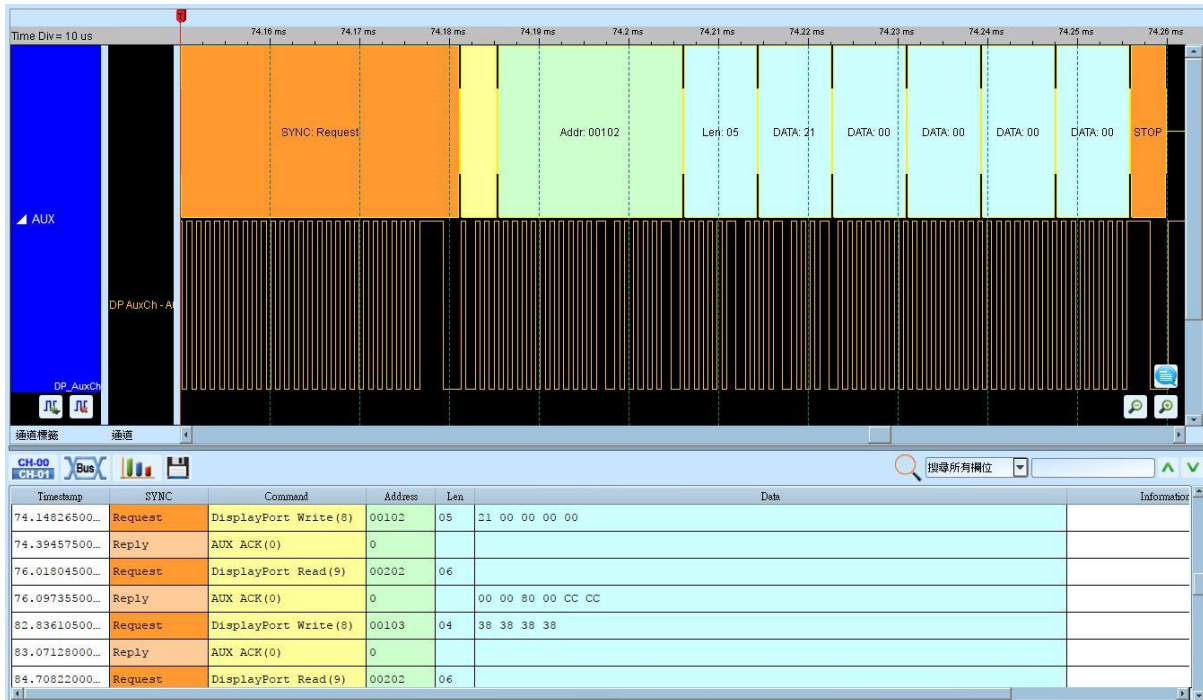 Time Div = 10 us
74.16 ms 74.17 ms 74.18 ms 74.19 ms 74.2 ms 74.21 ms 74.22 ms 74.23 ms 74.24 ms 74.25 ms 74.26 ms
SYNC: Request Addr: 00102 Len: 05 DATA: 21 DATA: 00 DATA: 00 DATA: 00 DATA: 00 STOP
AUX
DP AuxCh - A
DP_AuxCh
通道標籤 通道
CH-00
CH-01
Bus
搜尋所有欄位
Timestamp SYNC Command Address Len Data Information
74.14826500... Request DisplayPort Write(8) 00102 05 21 00 00 00 00
74.39457500... Reply AUX ACK(0) 0
76.01804500... Request DisplayPort Read(9) 00202 06
76.09735500... Reply AUX ACK(0) 0 00 00 80 00 CC CC
82.83610500... Request DisplayPort Write(8) 00103 04 38 38 38 38
83.07128000... Reply AUX ACK(0) 0
84.70822000... Request DisplayPort Read(9) 00202 06